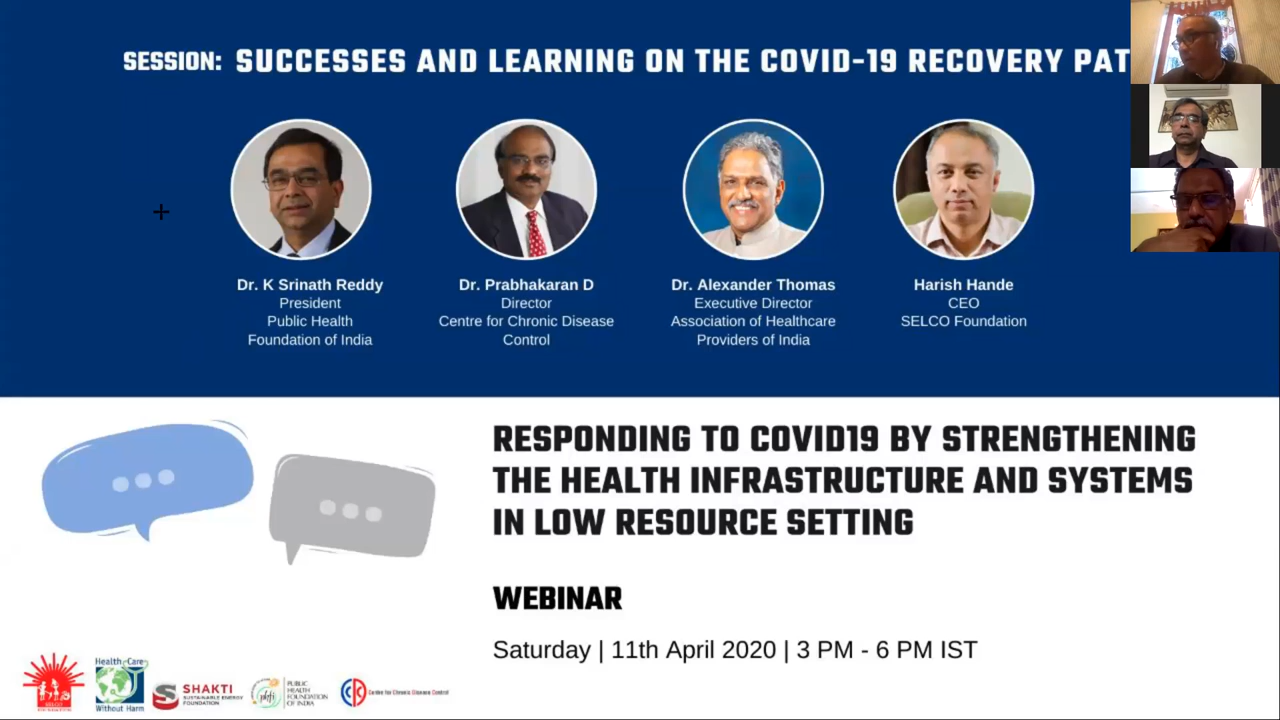 SESSION: SUCCESSES AND LEARNING ON THE COVID-19 RECOVERY PAT
Dr. K Srinath Reddy
President
Public Health
Foundation of India
Dr. Prabhakaran D
Director
Centre for Chronic Disease
Control
Dr. Alexander Thomas
Executive Director
Association of Healthcare
Providers of India
Harish Hande
CEO
SELCO Foundation
RESPONDING TO COVID19 BY STRENGTHENING
THE HEALTH INFRASTRUCTURE AND SYSTEMS
IN LOW RESOURCE SETTING
WEBINAR
Saturday | 11th April 2020 | 3 PM - 6 PM IST
SELCO
Health Care
Without Harm
SHAKTI
SUSTAINABLE ENERGY
FOUNDATION
phfi
PUBLIC
HEALTH
FOUNDATION
OF INDIA
Centre for Chronic Disease Control